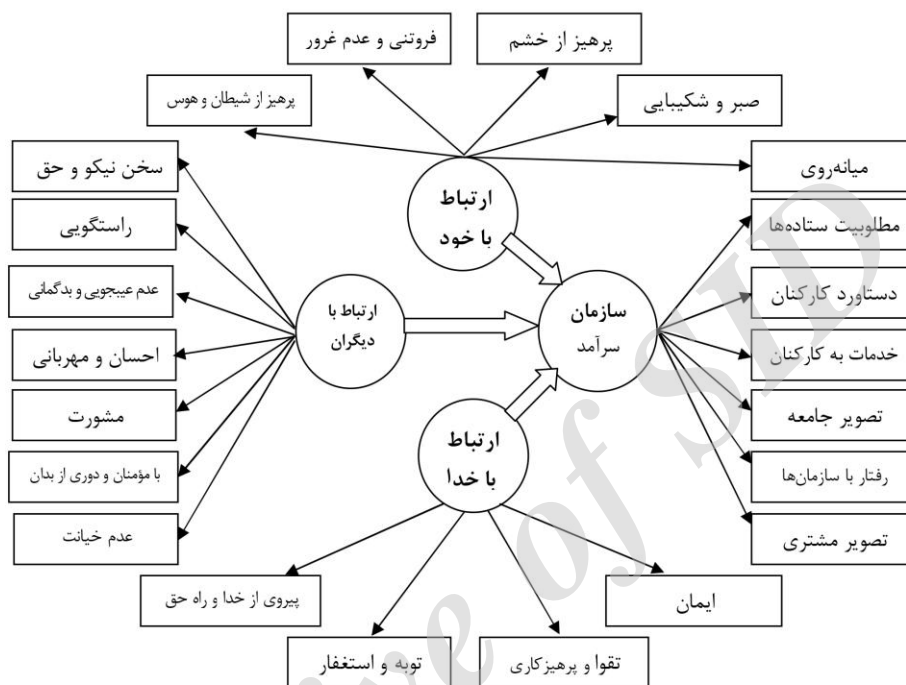 فروتنی و عدم غرور
پرهیز از خشم
پرهیز از شیطان و هوس
صبر و شکیبایی
سخن نیکو و حق
میانه‌روی
ارتباط
با خود
راستگویی
مطلوبیت ستاده‌ها
عدم عیبجویی و بدگمانی
دستاورد کارکنان
ارتباط با
دیگران
سازمان
سرآمد
احسان و مهربانی
خدمات به کارکنان
مشورت
تصویر جامعه
ارتباط
با خدا
با مؤمنان و دوری از بدان
رفتار با سازمان‌ها
عدم خیانت
تصویر مشتری
پیروی از خدا و راه حق
ایمان
توبه و استغفار
تقوا و پرهیزکاری
ive of SID